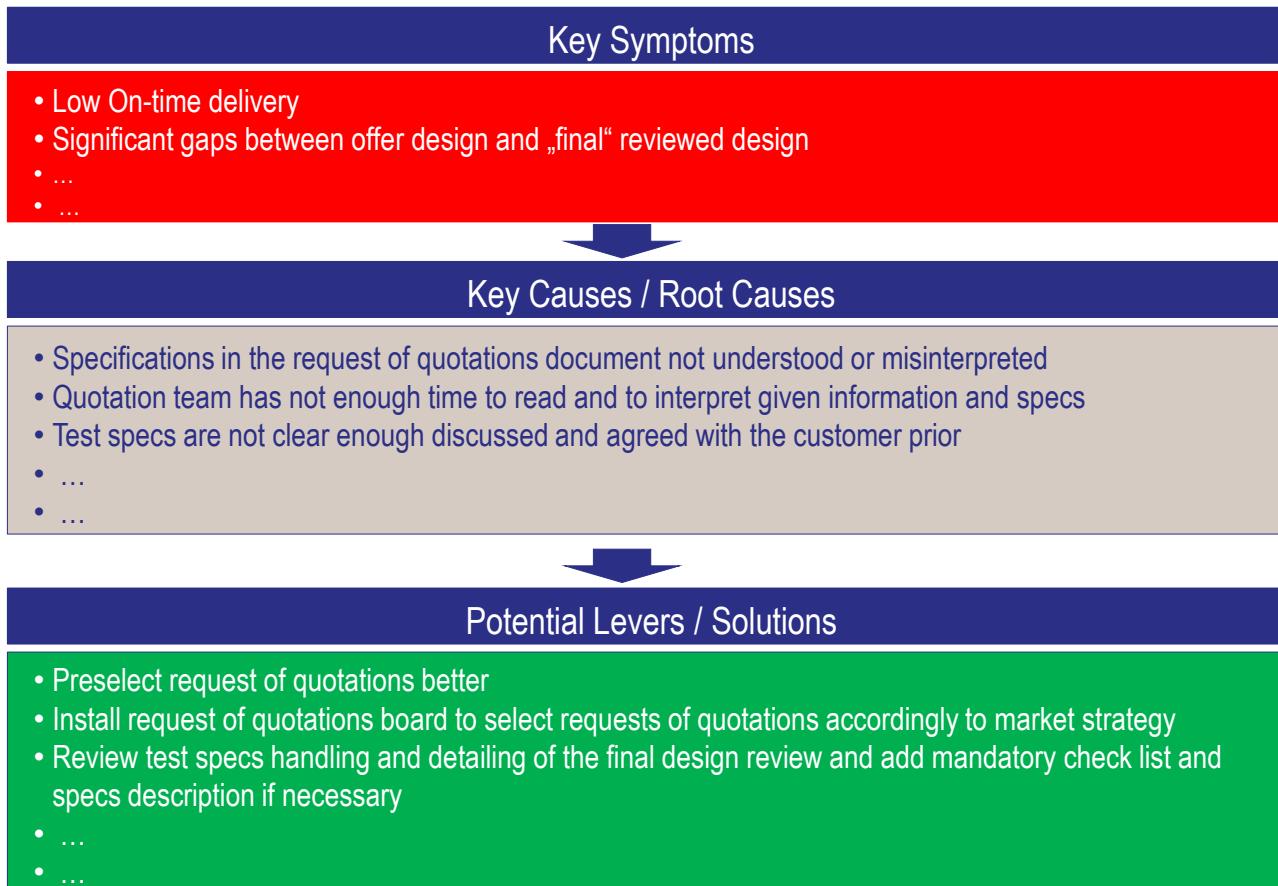 Key Symptoms
• Low On-time delivery
• Significant gaps between offer design and „final“ reviewed design
• …
• …
Key Causes / Root Causes
• Specifications in the request of quotations document not understood or misinterpreted
• Quotation team has not enough time to read and to interpret given information and specs
• Test specs are not clear enough discussed and agreed with the customer prior
• …
• …
Potential Levers / Solutions
• Preselect request of quotations better
• Install request of quotations board to select requests of quotations accordingly to market strategy
• Review test specs handling and detailing of the final design review and add mandatory check list and
specs description if necessary
• …
• …